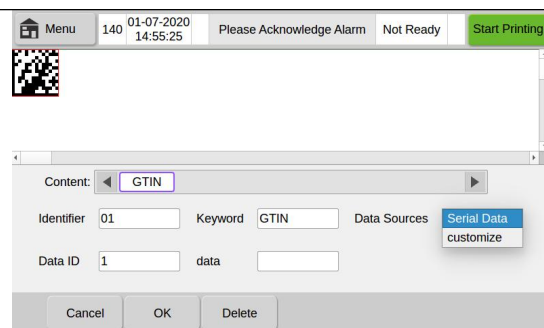 Menu 140 01-07-2020 Please Acknowledge Alarm Not Ready Start Printing
14:55:25
Content: GTIN
Identifier 01 Keyword GTIN Data Sources Serial Data
customize
Data ID 1 data
Cancel OK Delete